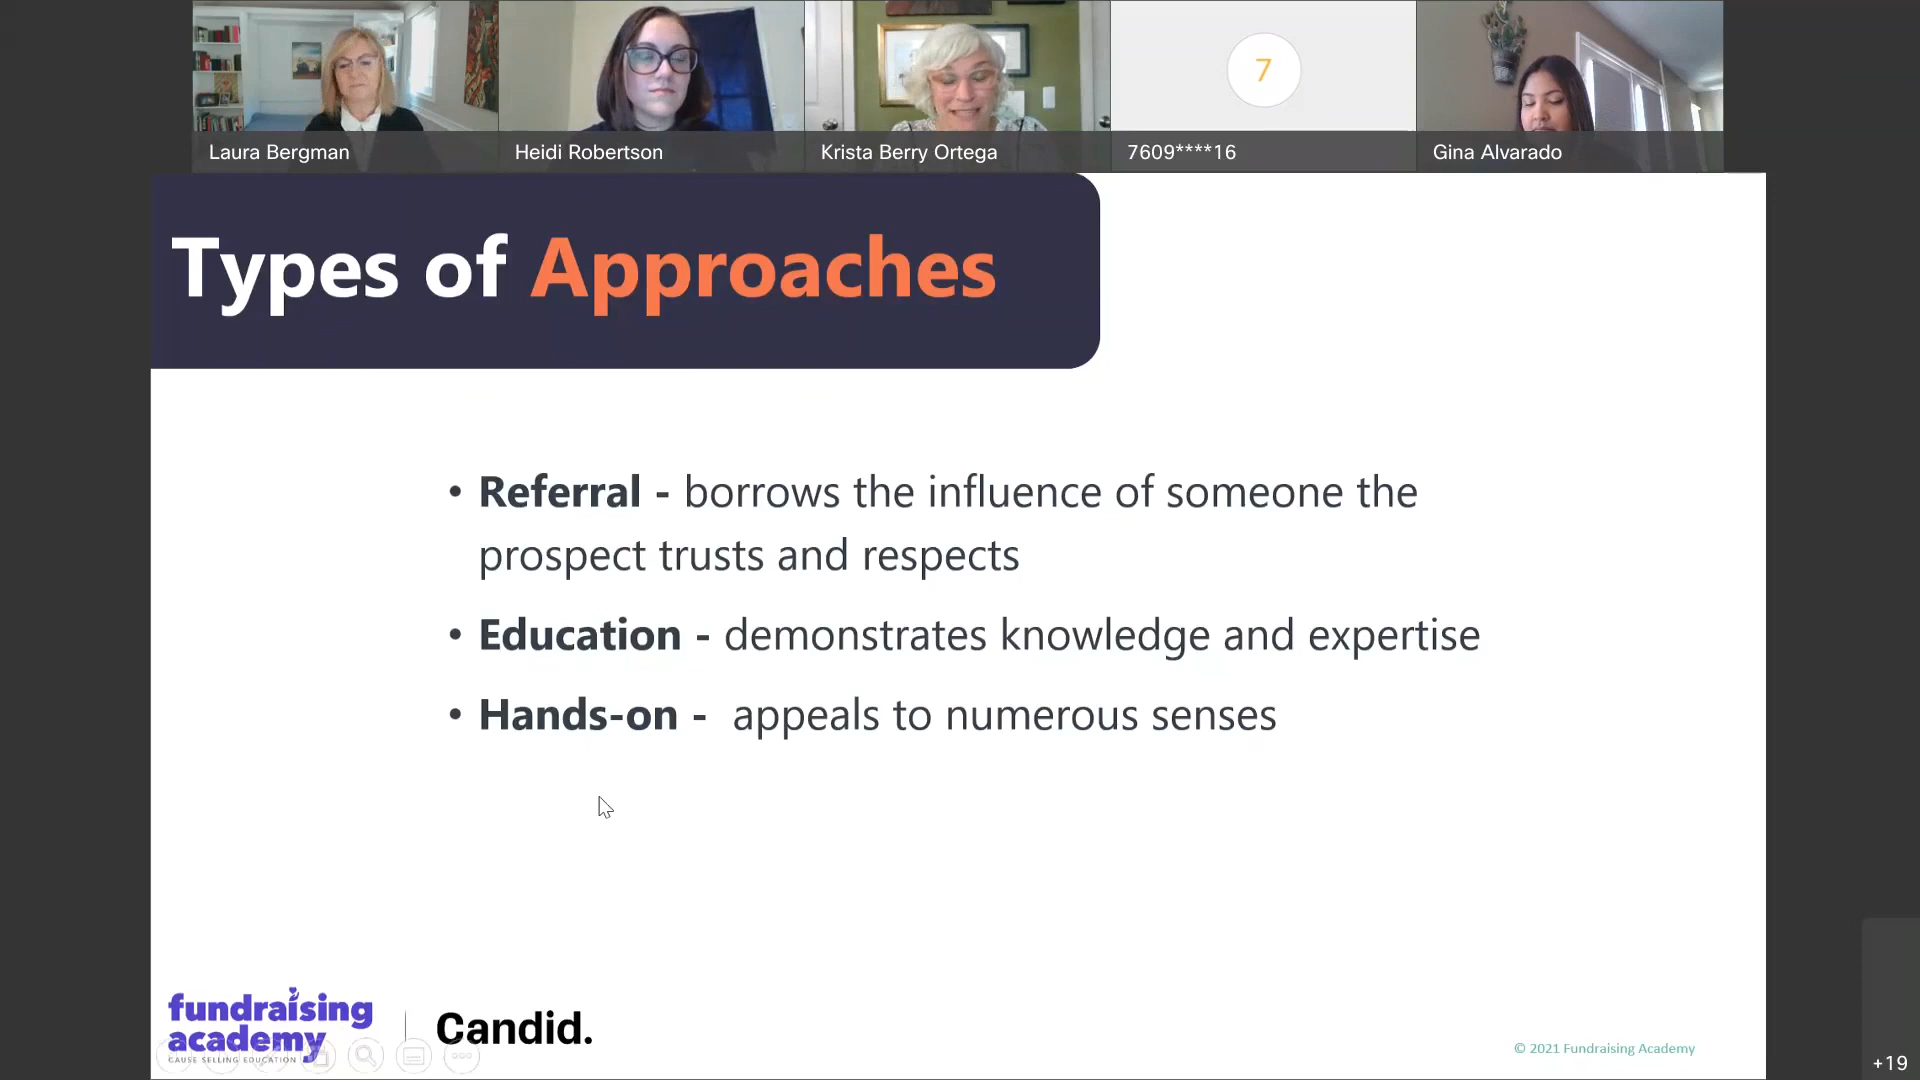 Laura Bergman
Heidi Robertson
Krista Berry Ortega
7
7609****16
Gina Alvarado
Types of Approaches
• Referral - borrows the influence of someone the
prospect trusts and respects
• Education - demonstrates knowledge and expertise
• Hands-on - appeals to numerous senses
fundraising
academy
CAUSE SELLING EDUCATION
Candid.
© 2021 Fundraising Academy
+19